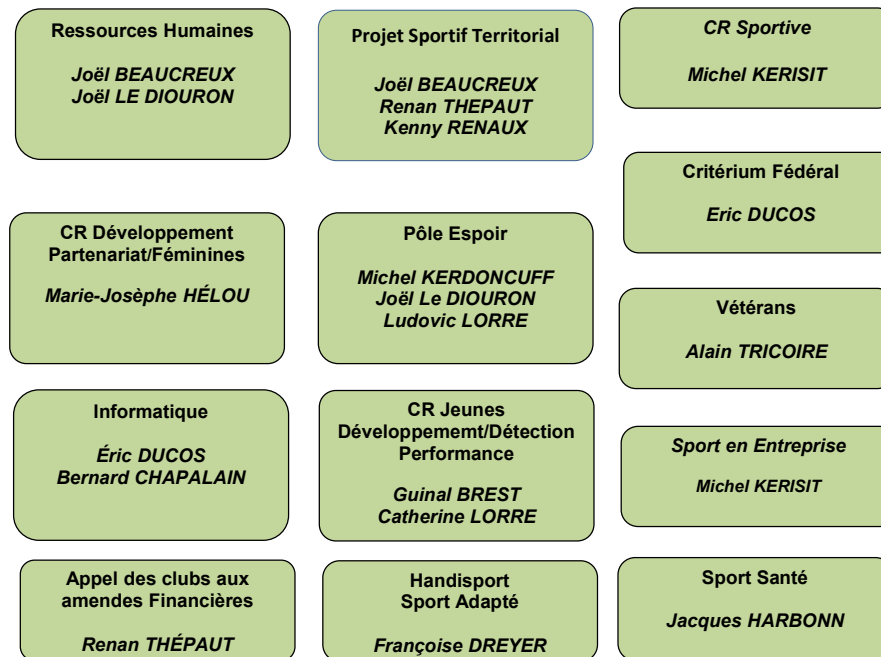 Ressources Humaines
Joël BEAUCREUX
Joël LE DIOURON
Projet Sportif Territorial
Joël BEAUCREUX
Renan THEPAUT
Kenny RENAUX
CR Sportive
Michel KERISIT
Critérium Fédéral
Eric DUCOS
CR Développement
Partenariat/Féminines
Marie-Josèphe HÉLOU
Pôle Espoir
Michel KERDONCUFF
Joël Le DIOURON
Ludovic LORRE
Vétérans
Alain TRICOIRE
Informatique
Éric DUCOS
Bernard CHAPALAIN
CR Jeunes
Développememt/Détection
Performance
Guinal BREST
Catherine LORRE
Sport en Entreprise
Michel KERISIT
Appel des clubs aux
amendes Financières
Renan THÉPAUT
Handisport
Sport Adapté
Françoise DREYER
Sport Santé
Jacques HARBONN